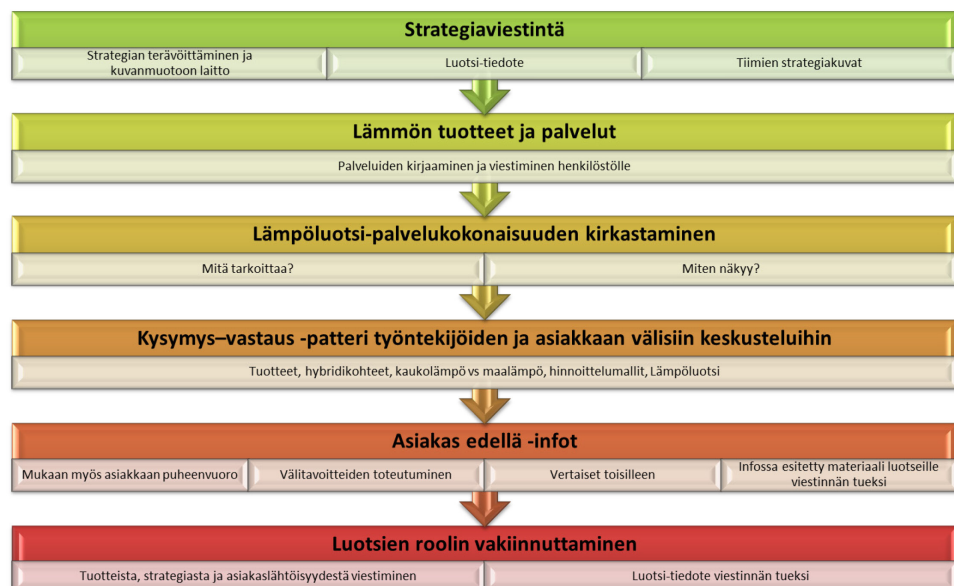 Strategiaviestintä
Strategian terävöittäminen ja
kuvanmuotoon laitto
Luotsi-tiedote
Tiimien strategiakuvat
Lämmön tuotteet ja palvelut
Palveluiden kirjaaminen ja viestiminen henkilöstölle
Lämpöluotsi-palvelukokonaisuuden kirkastaminen
Mitä tarkoittaa?
Miten näkyy?
Kysymys–vastaus -patteri työntekijöiden ja asiakkaan välisiin keskusteluihin
Tuotteet, hybridikohteet, kaukolämpö vs maalämpö, hinnoittelumallit, Lämpöluotsi
Asiakas edellä -infot
Mukaan myös asiakkaan puheenvuoro
Välitavoitteiden toteutuminen
Vertaiset toisilleen
Infossa esitetty materiaali luotseille
viestinnän tueksi
Luotsien roolin vakiinnuttaminen
Tuotteista, strategiasta ja asiakaslähtöisyydestä viestiminen
Luotsi-tiedote viestinnän tueksi